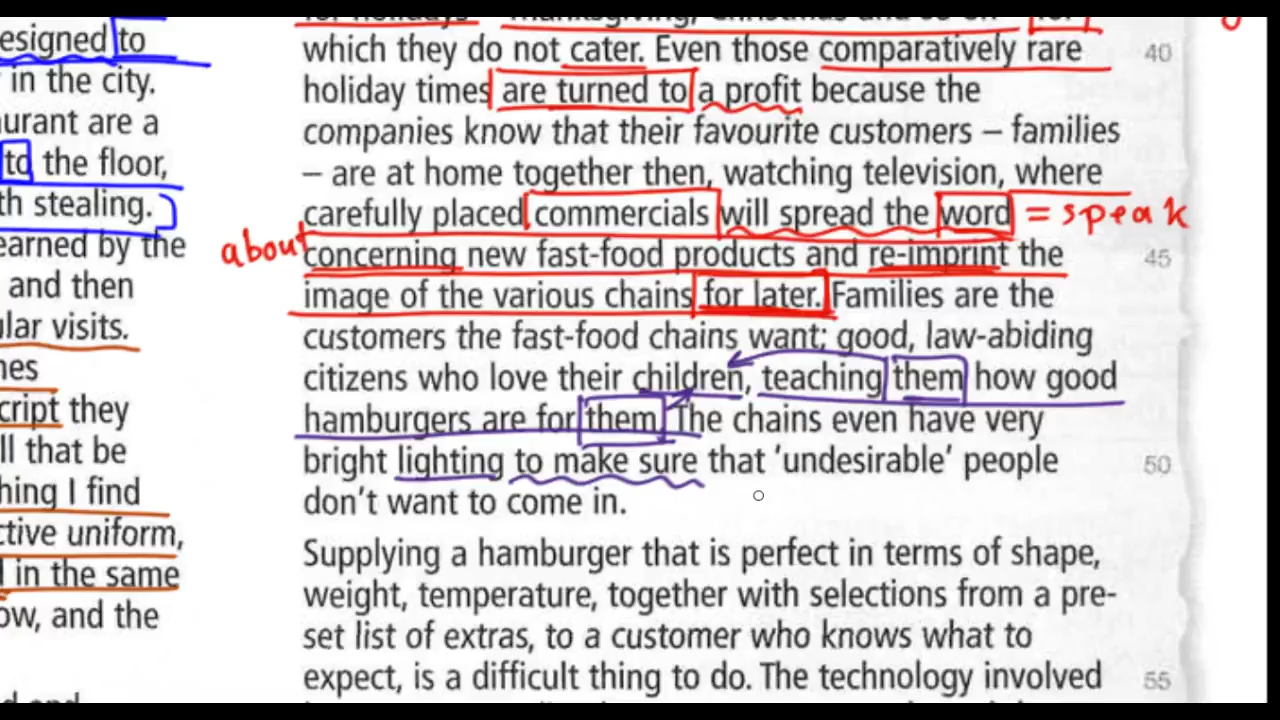 esigned to
in the city.
urant are a
to the floor,
th stealing.
earned by the
and then
ular visits.
nes
cript they
ll that be
hing I find
ctive uniform,
in the same
ow, and the
for holidays – Thanksgiving, Christmas and so on – for
which they do not cater. Even those comparatively rare 40
holiday times are turned to a profit because the
companies know that their favourite customers – families
– are at home together then, watching television, where
carefully placed commercials will spread the word = speak
about
concerning new fast-food products and re-imprint the 45
image of the various chains for later. Families are the
customers the fast-food chains want; good, law-abiding
citizens who love their children, teaching them how good
hamburgers are for them. The chains even have very
bright lighting to make sure that ‘undesirable’ people 50
don’t want to come in.
Supplying a hamburger that is perfect in terms of shape,
weight, temperature, together with selections from a pre-
set list of extras, to a customer who knows what to
expect, is a difficult thing to do. The technology involved 55